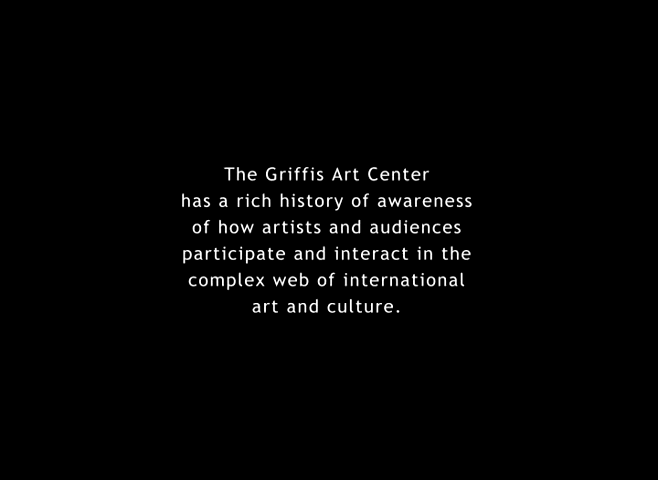 The Griffis Art Center
has a rich history of awareness
of how artists and audiences
participate and interact in the
complex web of international
art and culture.